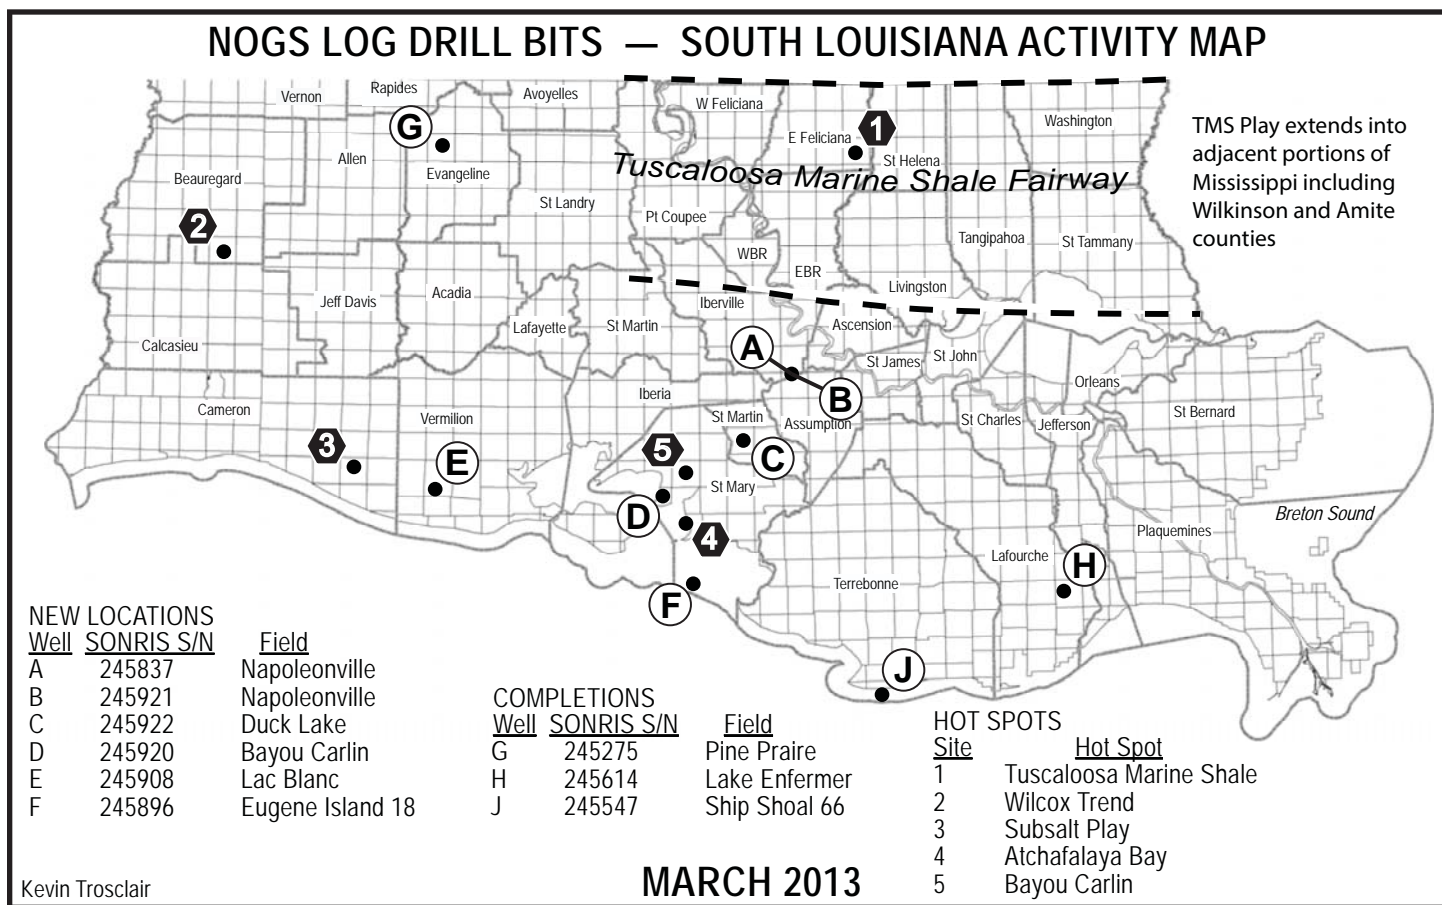 NOGS LOG DRILL BITS — SOUTH LOUISIANA ACTIVITY MAP
Vernon
Rapides
Avoyelles
W Feliciana
E Feliciana
1
St Helena
Washington
G
Allen
Evangeline
Beauregard
Tuscaloosa Marine Shale Fairway
TMS Play extends into
adjacent portions of
Mississippi including
Wilkinson and Amite
counties
2
St Landry
Pt Coupee
WBR
EBR
Tangipahoa
St Tammany
Livingston
Jeff Davis
Acadia
Lafayette
St Martin
Iberville
Ascension
Calcasieu
A
St James
St John
Orleans
B
Cameron
Vermilion
Iberia
St Martin
Assumption
St Charles
Jefferson
St Bernard
3
E
5
C
St Mary
D
4
Breton Sound
Plaquemines
Lafourche
H
Terrebonne
F
J
NEW LOCATIONS
Well SONRIS S/N Field
A 245837 Napoleonville
B 245921 Napoleonville
C 245922 Duck Lake
D 245920 Bayou Carlin
E 245908 Lac Blanc
F 245896 Eugene Island 18
COMPLETIONS
Well SONRIS S/N Field
G 245275 Pine Praire
H 245614 Lake Enfermer
J 245547 Ship Shoal 66
HOT SPOTS
Site Hot Spot
1 Tuscaloosa Marine Shale
2 Wilcox Trend
3 Subsalt Play
4 Atchafalaya Bay
5 Bayou Carlin
Kevin Trosclair
MARCH 2013